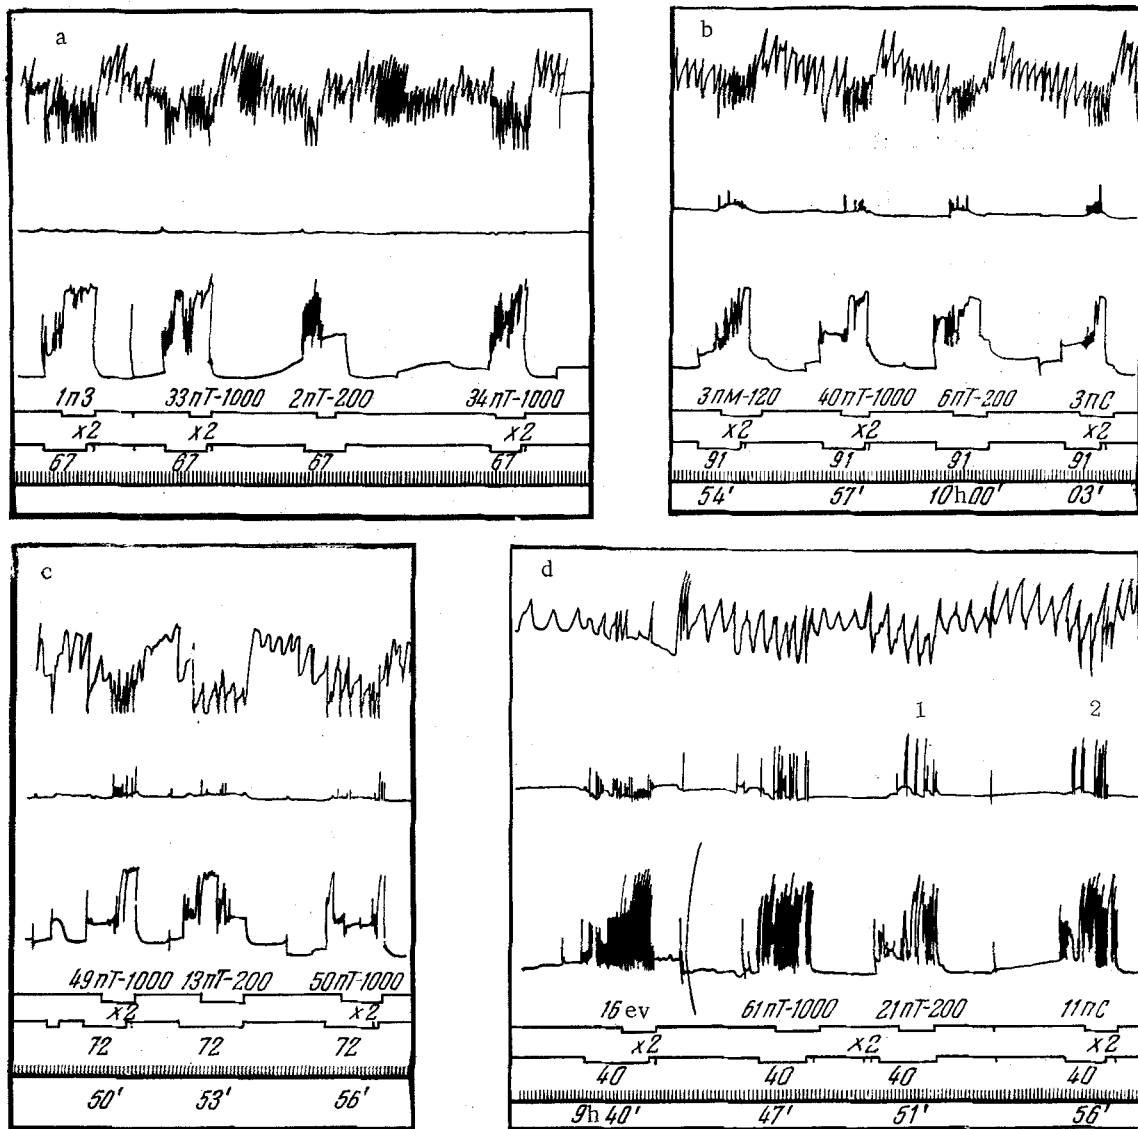 a
1пЗ 33пТ-1000 2пТ-200 34пТ-1000
x2 x2 x2
67 67 67 67
b
3пМ-120 40пТ-1000 6пТ-200 3пС
x2 x2 x2
91 91 91 91
54' 57' 10h00' 03'
c
49пТ-1000 13пТ-200 50пТ-1000
x2 x2
72 72 72
50' 53' 56'
d
1 2
16 ev 61пТ-1000 21пТ-200 11пС
x2 x2 x2
40 40 40 40
9h 40' 47' 51' 56'